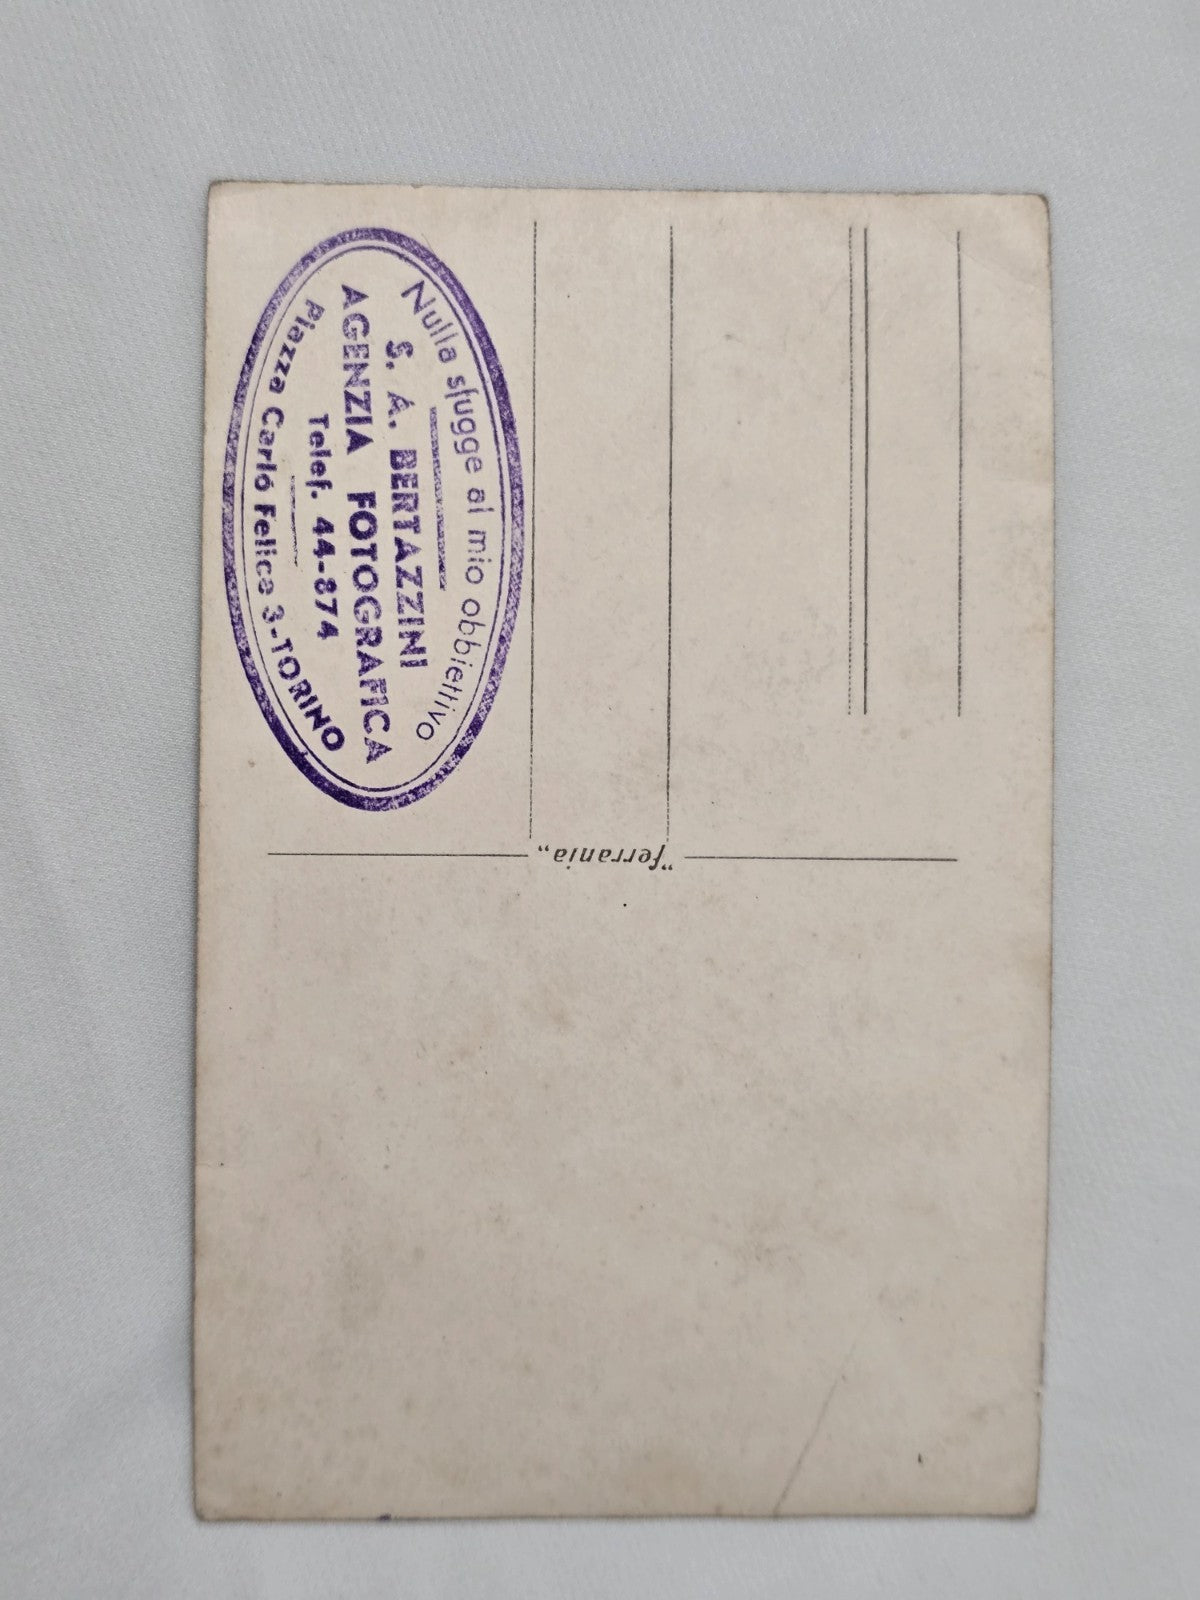 Nulla sfugge al mio obbiettivo
S. A. BERTAZZINI
AGENZIA FOTOGRAFICA
Telef. 44-874
Piazza Carlo Felice 3-TORINO
"ferrania„